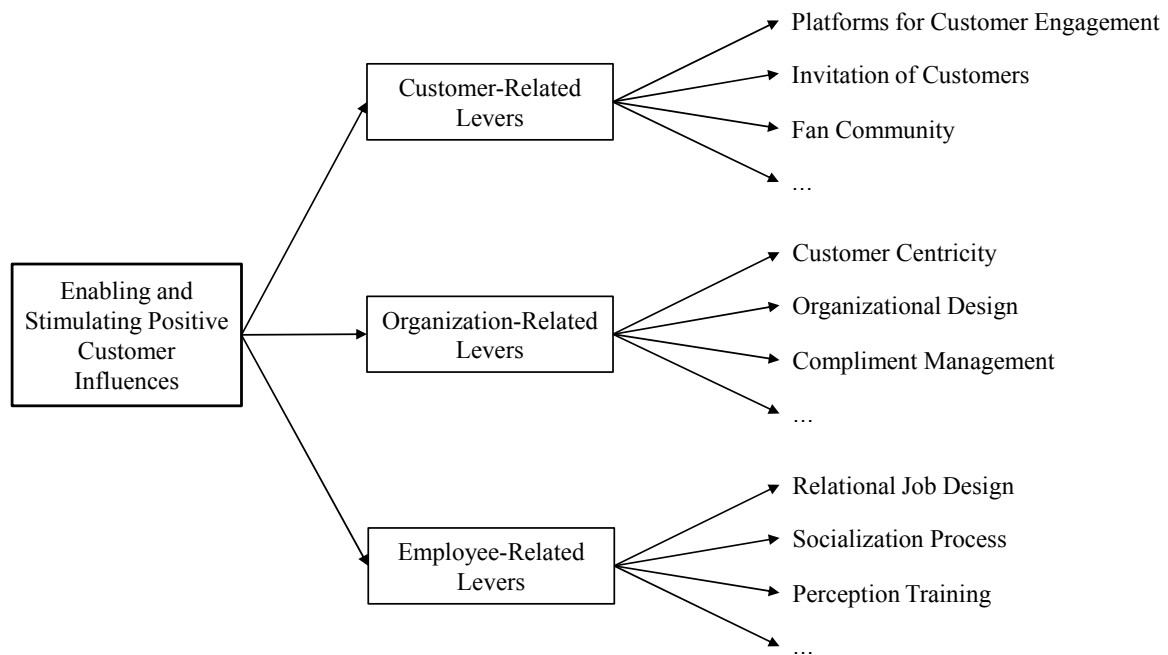 Enabling and
Stimulating Positive
Customer
Influences
Customer-Related
Levers
Platforms for Customer Engagement
Invitation of Customers
Fan Community
…
Organization-Related
Levers
Customer Centricity
Organizational Design
Compliment Management
…
Employee-Related
Levers
Relational Job Design
Socialization Process
Perception Training
…